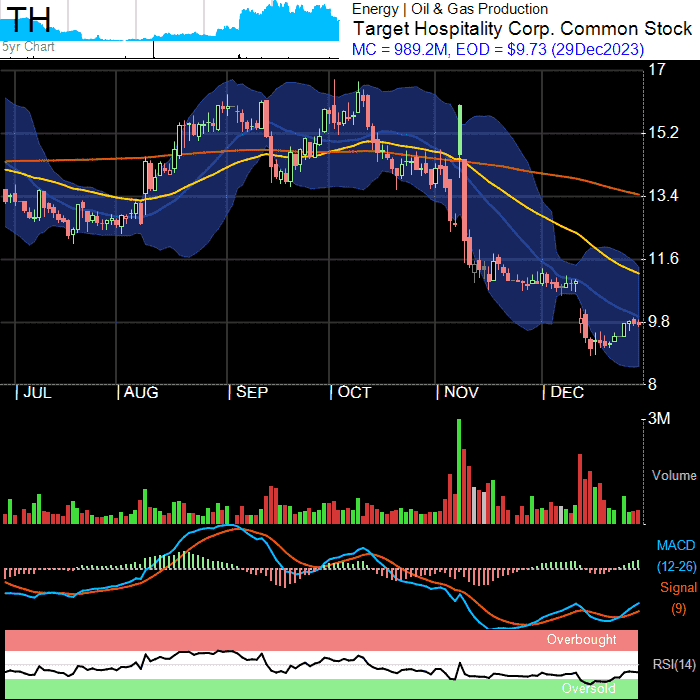 TH
5yr Chart
Energy | Oil & Gas Production
Target Hospitality Corp. Common Stock
MC = 989.2M, EOD = $9.73 (29Dec2023)
17
15.2
13.4
11.6
9.8
8
| JUL | AUG | SEP | OCT | NOV | DEC
3M
Volume
MACD
(12-26)
Signal
(9)
Overbought
RSI(14)
Oversold